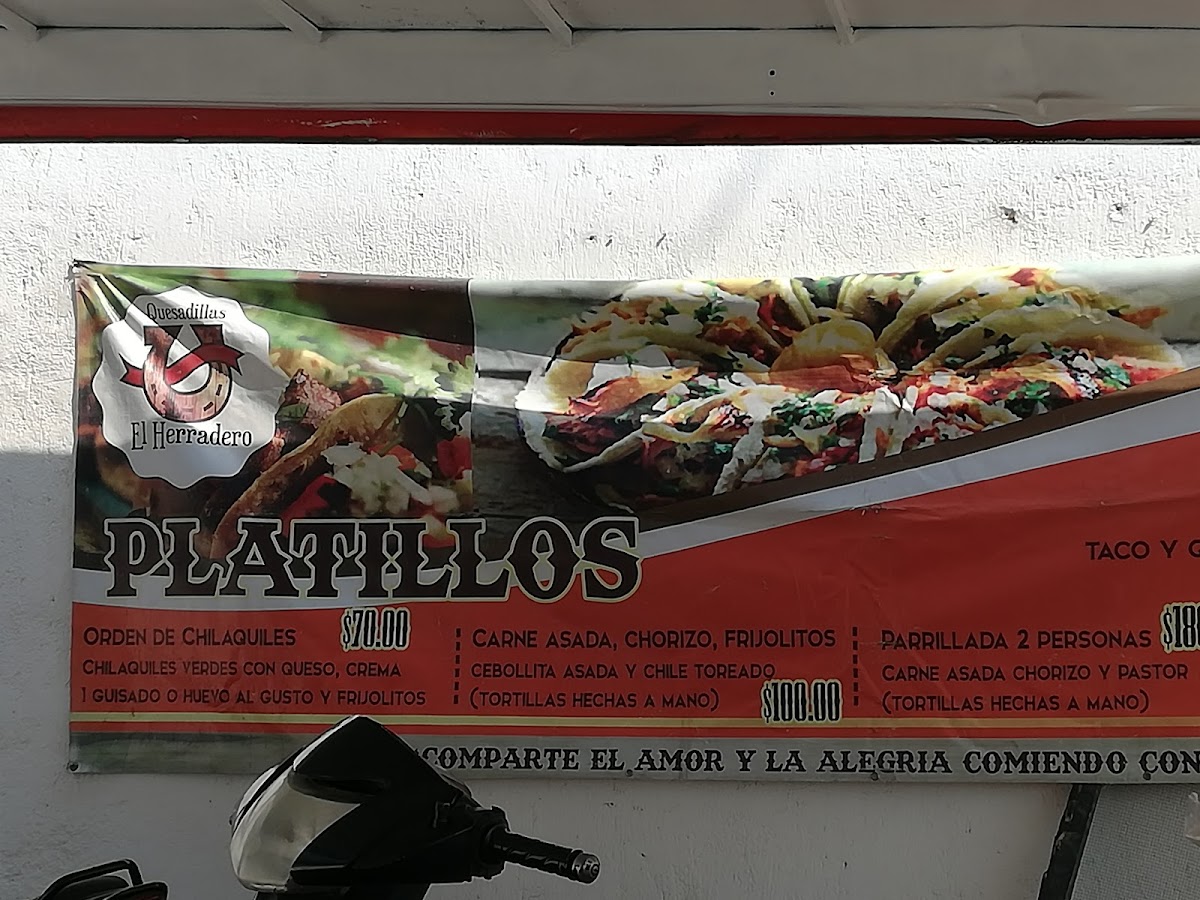 Quesadillas
El Herradero
PLATILLOS
TACO Y
ORDEN DE CHILAQUILES $70.00
CHILAQUILES VERDES CON QUESO, CREMA
1 GUISADO O HUEVO AL GUSTO Y FRIJOLITOS
CARNE ASADA, CHORIZO, FRIJOLITOS
CEBOLLITA ASADA Y CHILE TOREADO
(TORTILLAS HECHAS A MANO) $100.00
PARRILLADA 2 PERSONAS
CARNE ASADA CHORIZO Y PASTOR
(TORTILLAS HECHAS A MANO)
COMPARTE EL AMOR Y LA ALEGRIA COMIENDO CON